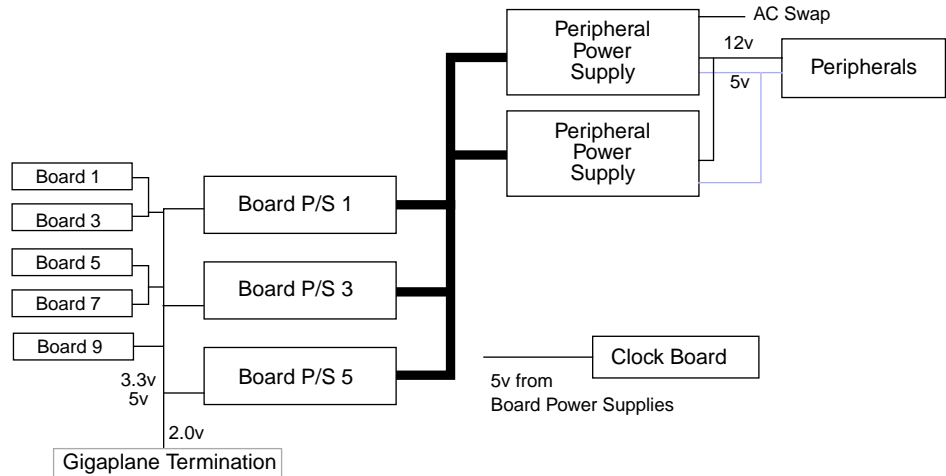 AC Swap
Peripheral
Power
Supply
12v
5v
Peripherals
Peripheral
Power
Supply
Board 1
Board 3
Board 5
Board 7
Board 9
Board P/S 1
Board P/S 3
Board P/S 5
3.3v
5v
2.0v
Gigaplane Termination
Clock Board
5v from
Board Power Supplies